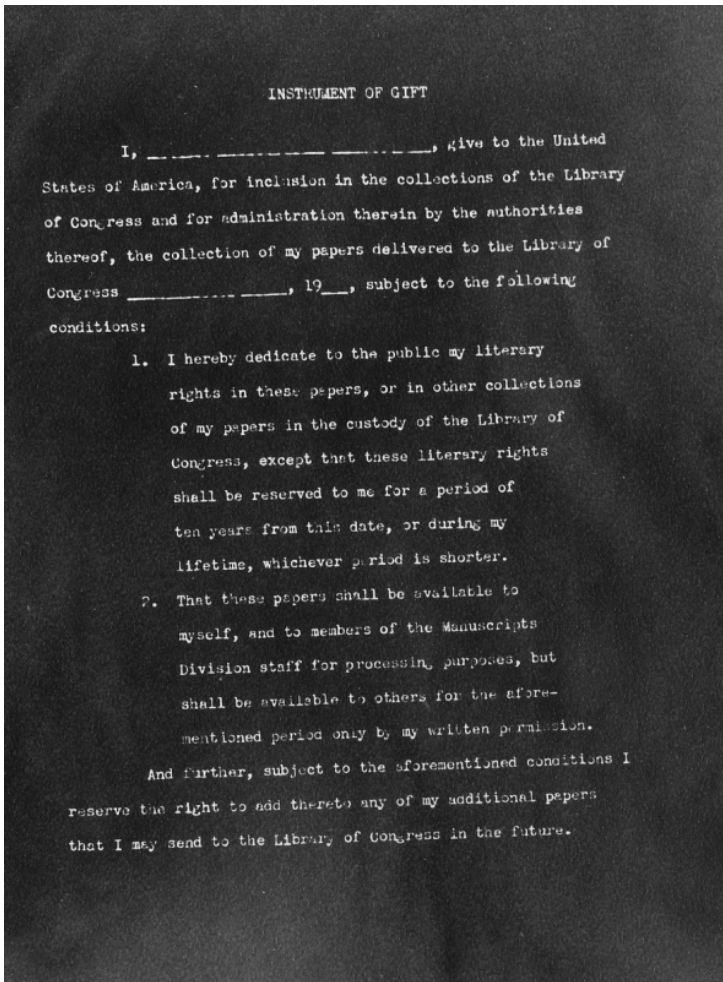 INSTRUMENT OF GIFT
I, ____________________, give to the United
States of America, for inclusion in the collections of the Library
of Congress and for administration therein by the authorities
thereof, the collection of my papers delivered to the Library of
Congress ____________, 19__, subject to the following
conditions:
1. I hereby dedicate to the public my literary
rights in these papers, or in other collections
of my papers in the custody of the Library of
Congress, except that these literary rights
shall be reserved to me for a period of
ten years from this date, or during my
lifetime, whichever period is shorter.
2. That these papers shall be available to
myself, and to members of the Manuscripts
Division staff for processing purposes, but
shall be available to others for the afore-
mentioned period only by my written permission.
And further, subject to the aforementioned conditions I
reserve the right to add thereto any of my additional papers
that I may send to the Library of Congress in the future.